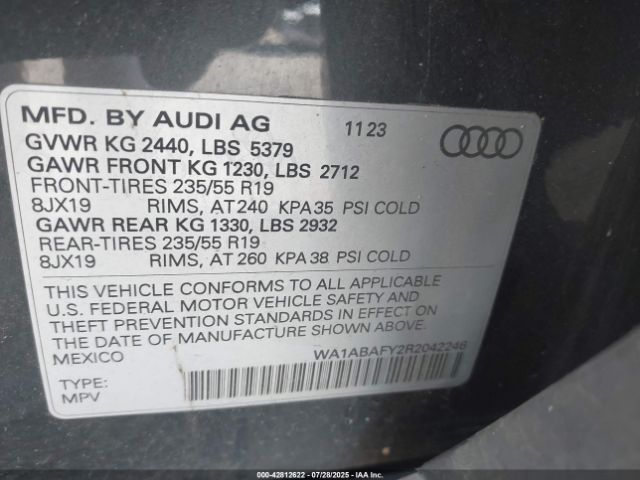 MFD. BY AUDI AG 1123
GVWR KG 2440, LBS 5379
GAWR FRONT KG 1230, LBS 2712
FRONT-TIRES 235/55 R19
8JX19 RIMS, AT 240 KPA 35 PSI COLD
GAWR REAR KG 1330, LBS 2932
REAR-TIRES 235/55 R19
8JX19 RIMS, AT 260 KPA 38 PSI COLD
THIS VEHICLE CONFORMS TO ALL APPLICABLE
U.S. FEDERAL MOTOR VEHICLE SAFETY AND
THEFT PREVENTION STANDARDS IN EFFECT ON
THE DATE OF MANUFACTURE SHOWN ABOVE.
MEXICO WA1ABAFY2R2042246
TYPE:
MPV
00-42812622 - 07/28/2025 - IAAI.COM